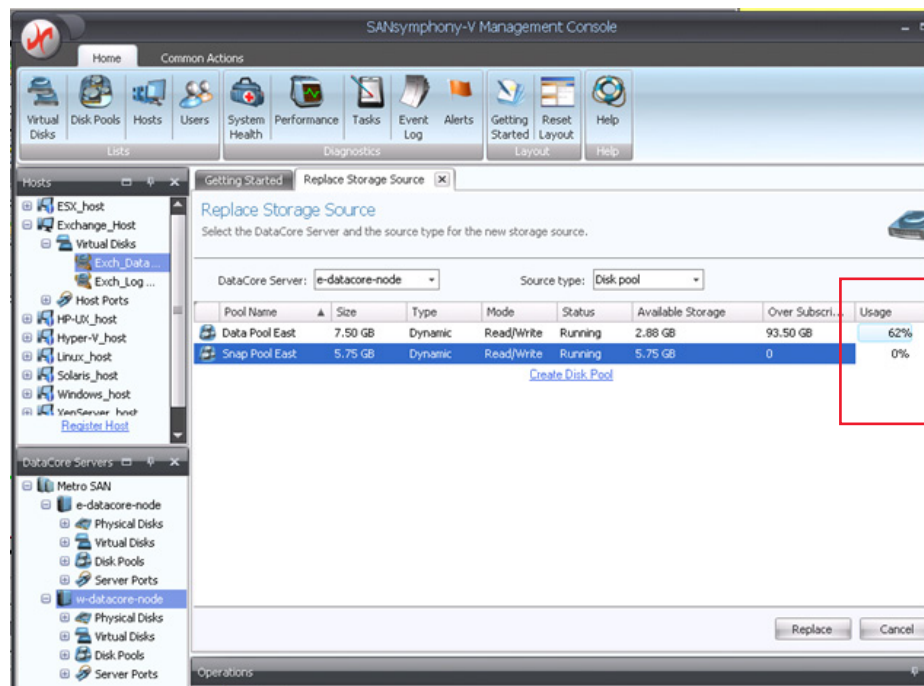 SANsymphony-V Management Console
Home Common Actions
Virtual Disks Disk Pools Hosts Users System Health Performance Tasks Event Log Alerts Getting Started Reset Layout Help
Lists Diagnostics Layout Help
Hosts
ESX_host
Exchange_Host
Virtual Disks
Exch_Data...
Exch_Log ...
Host Ports
HP-UX_host
Hyper-V_host
Linux_host
Solaris_host
Windows_host
XenServer_host
Register Host
DataCore Servers
Metro SAN
e-datacore-node
Physical Disks
Virtual Disks
Disk Pools
Server Ports
w-datacore-node
Physical Disks
Virtual Disks
Disk Pools
Server Ports
Getting Started Replace Storage Source
Replace Storage Source
Select the DataCore Server and the source type for the new storage source.
DataCore Server: e-datacore-node Source type: Disk pool
Pool Name Size Type Mode Status Available Storage Over Subscri... Usage
Data Pool East 7.50 GB Dynamic Read/Write Running 2.88 GB 93.50 GB 62%
Snap Pool East 5.75 GB Dynamic Read/Write Running 5.75 GB 0 0%
Create Disk Pool
Replace Cancel
Operations